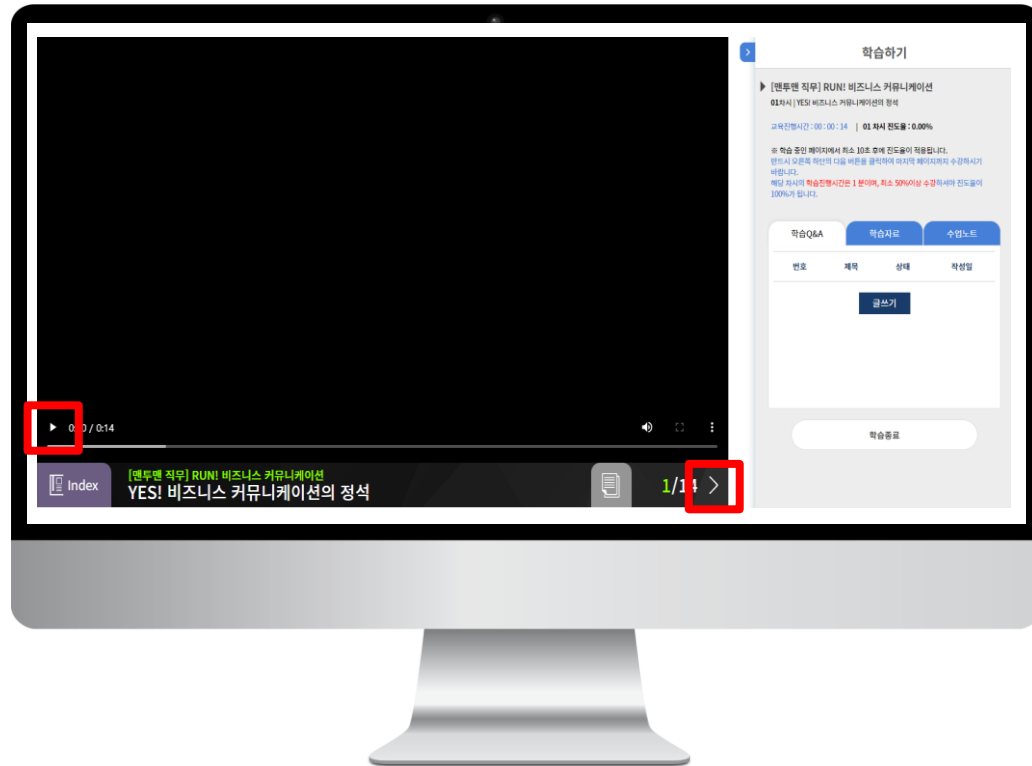 학습하기
[맨투맨 직무] RUN! 비즈니스 커뮤니케이션
01차시 | YES! 비즈니스 커뮤니케이션의 정석
교육진행시간 : 00 : 00 : 14 | 01 차시 진도율 : 0.00%
※ 학습 중인 페이지에서 최소 10초 후에 진도율이 적용됩니다.
반드시 오른쪽 하단의 다음 버튼을 클릭하여 마지막 페이지까지 수강하시기
바랍니다.
해당 차시의 학습진행시간은 1 분이며, 최소 50%이상 수강하셔야 진도율이
100%가 됩니다.
학습Q&A 학습자료 수업노트
번호 제목 상태 작성일
글쓰기
학습종료
0:00 / 0:14
Index
[맨투맨 직무] RUN! 비즈니스 커뮤니케이션
YES! 비즈니스 커뮤니케이션의 정석
1/14